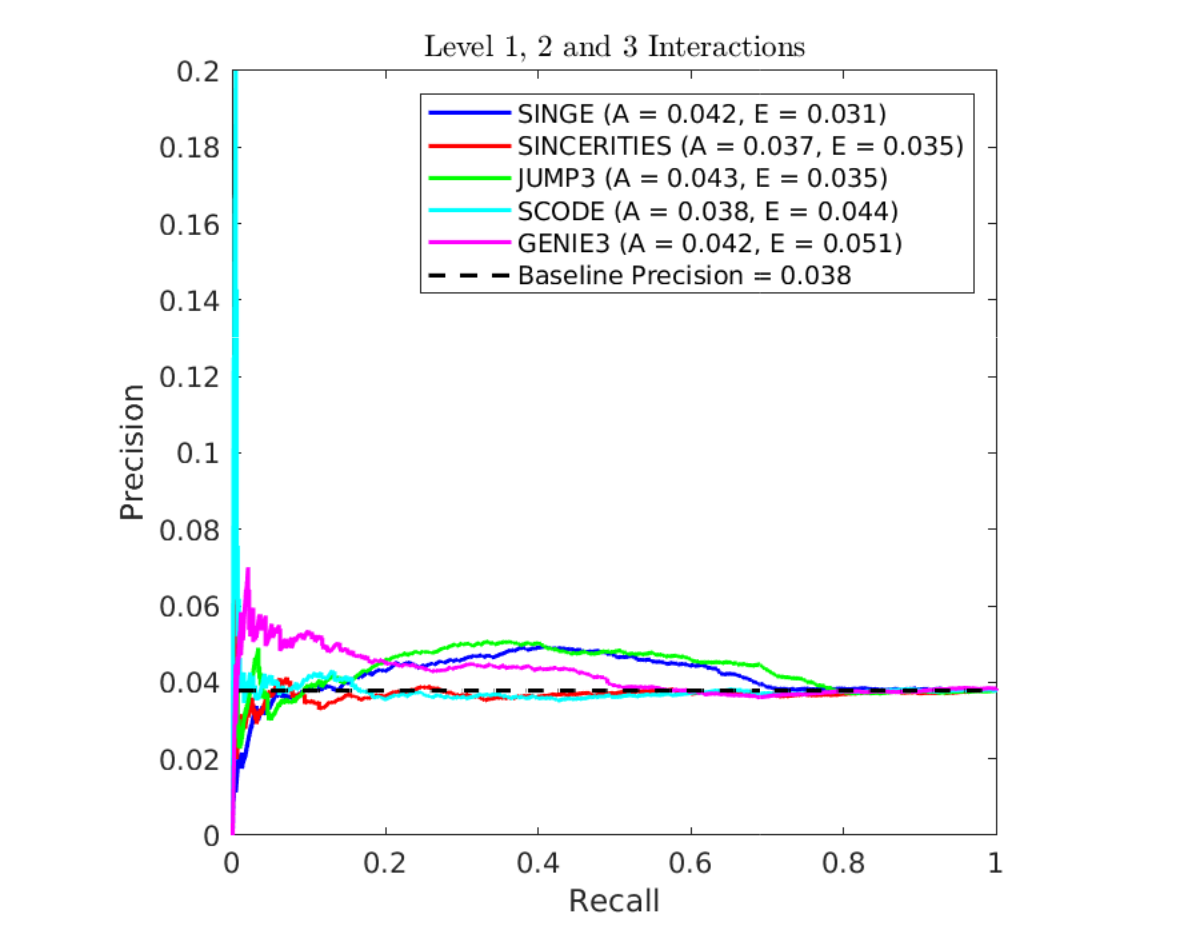 Level 1, 2 and 3 Interactions
0.2
0.18
0.16
0.14
0.12
0.1
0.08
0.06
0.04
0.02
0
Precision
SINGE (A = 0.042, E = 0.031)
SINCERITIES (A = 0.037, E = 0.035)
JUMP3 (A = 0.043, E = 0.035)
SCODE (A = 0.038, E = 0.044)
GENIE3 (A = 0.042, E = 0.051)
Baseline Precision = 0.038
0 0.2 0.4 0.6 0.8 1
Recall